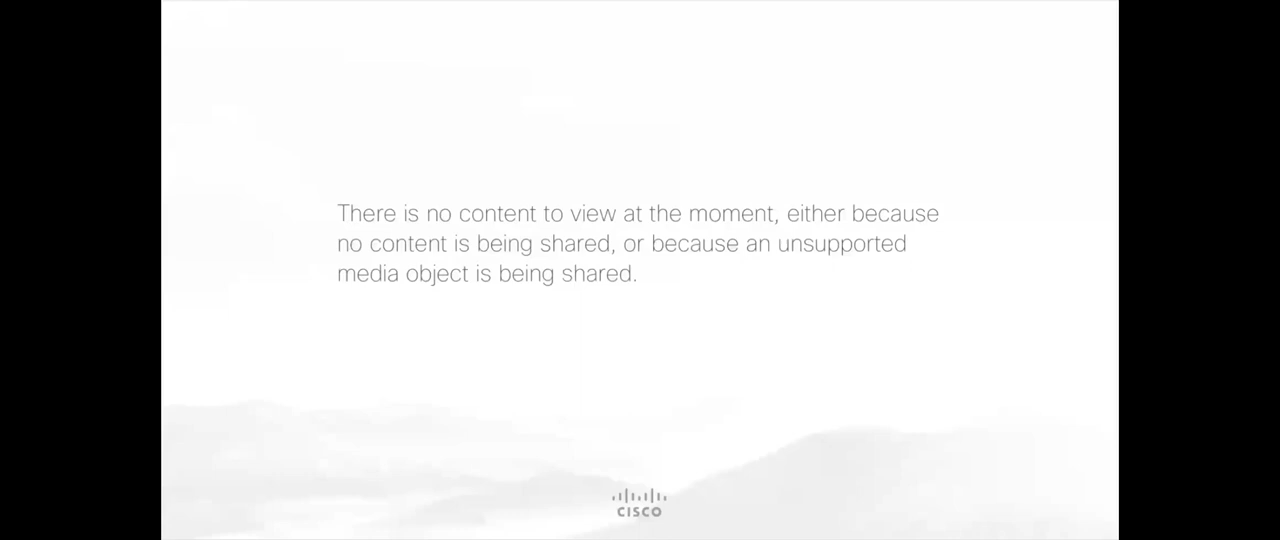 There is no content to view at the moment, either because
no content is being shared, or because an unsupported
media object is being shared.
CISCO